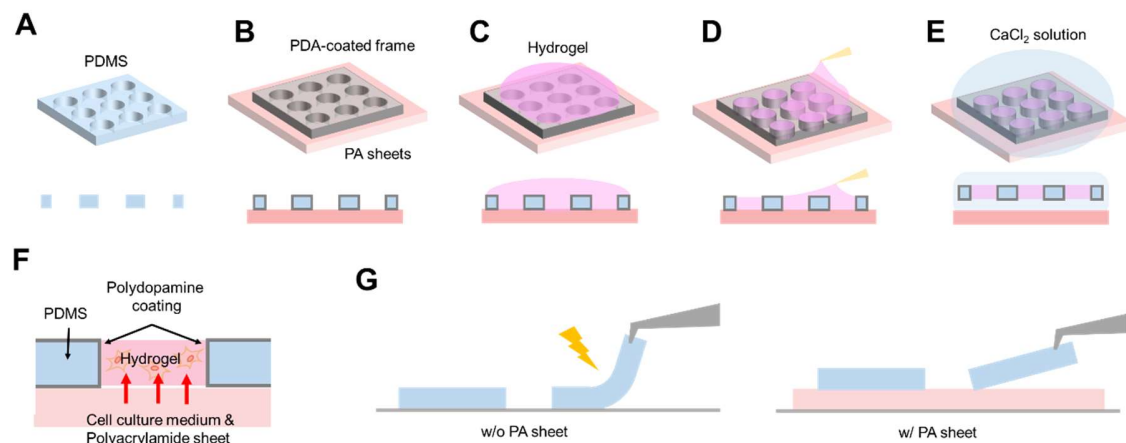 A
PDMS
B
PDA-coated frame
PA sheets
C
Hydrogel
D
E
CaCl₂ solution
F
Polydopamine
coating
PDMS
Hydrogel
Cell culture medium &
Polyacrylamide sheet
G
w/o PA sheet
w/ PA sheet